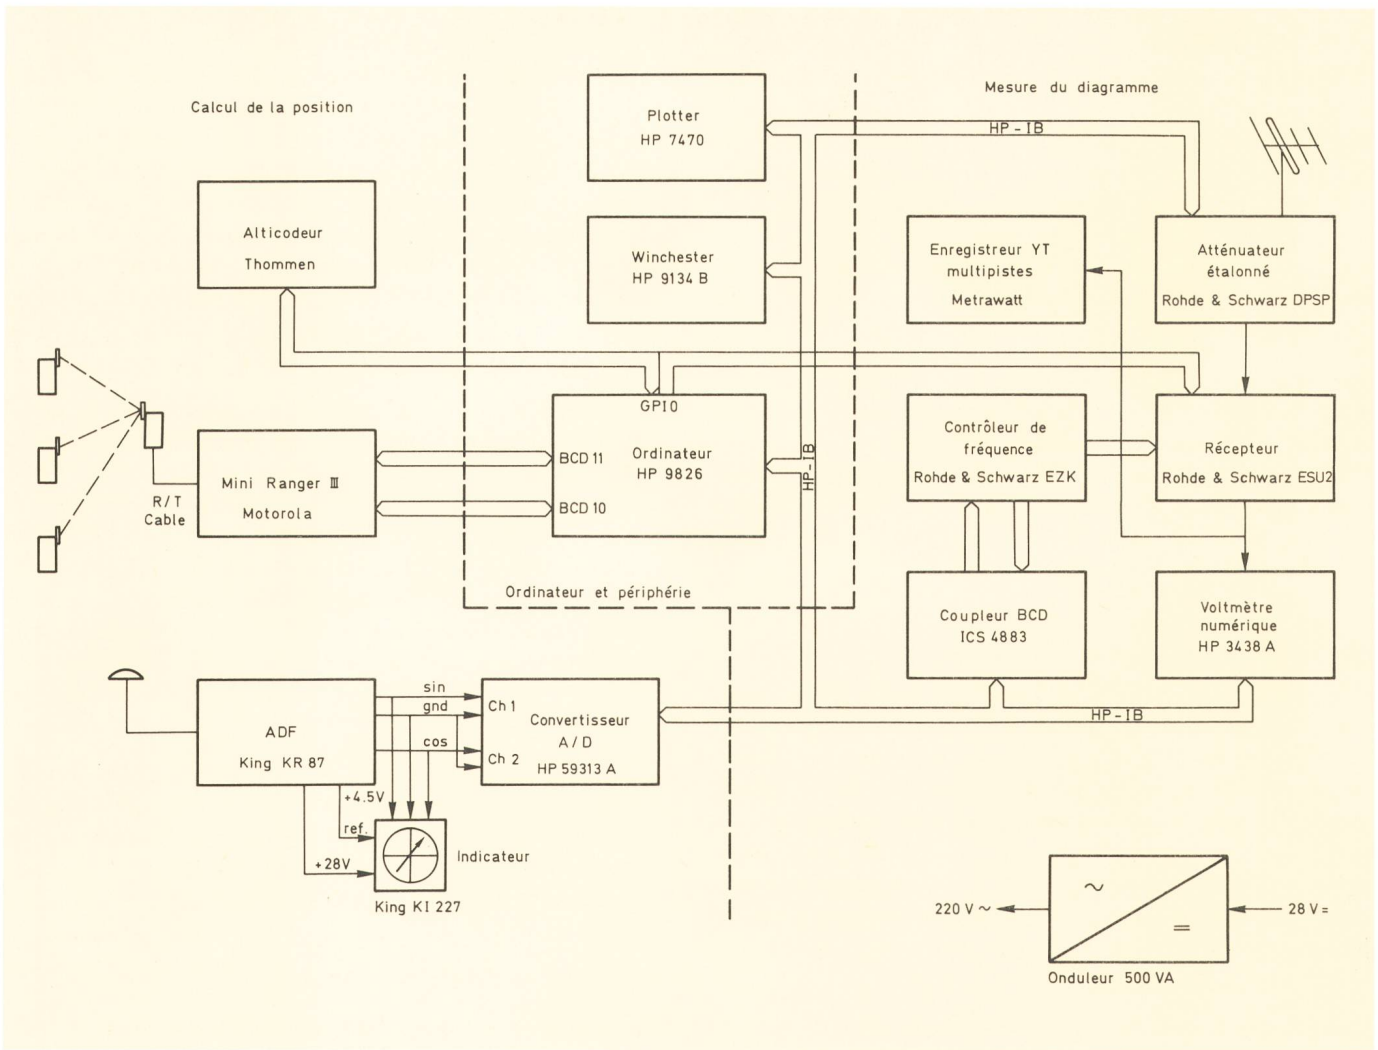 Calcul de la position
Mesure du diagramme
Plotter
HP 7470
HP-IB
Alticodeur
Thommen
Winchester
HP 9134 B
Enregistreur YT
multipistes
Metrawatt
Atténuateur
étalonné
Rohde & Schwarz DPSP
R/T
Cable
Mini Ranger III
Motorola
BCD 11
BCD 10
GPIO
Ordinateur
HP 9826
HP-IB
Contrôleur de
fréquence
Rohde & Schwarz EZK
Récepteur
Rohde & Schwarz ESU2
Ordinateur et périphérie
Coupleur BCD
ICS 4883
Voltmètre
numérique
HP 3438 A
HP-IB
ADF
King KR 87
sin
gnd
cos
Ch 1
Ch 2
Convertisseur
A/D
HP 59313 A
+4.5V
ref.
+28V
Indicateur
King KI 227
220 V ~
~
=
28 V =
Onduleur 500 VA